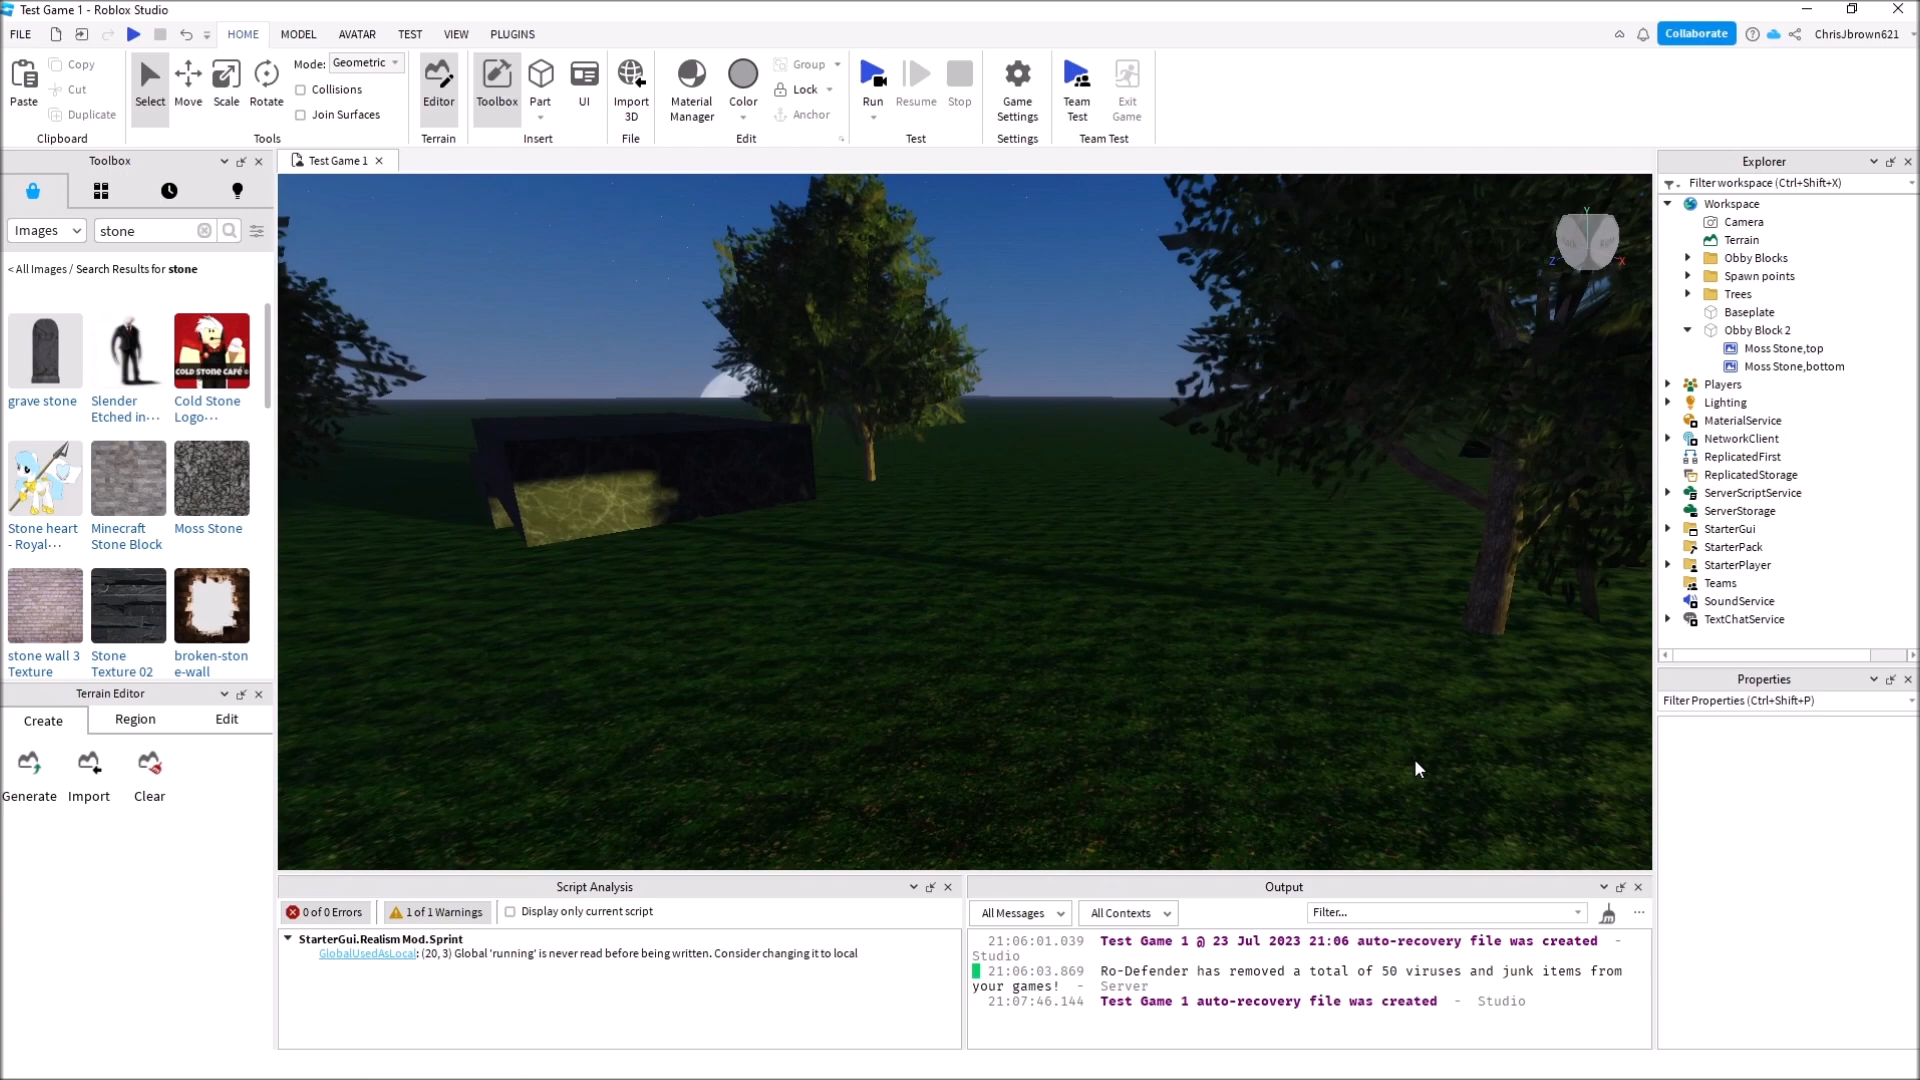 Test Game 1 - Roblox Studio
FILE HOME MODEL AVATAR TEST VIEW PLUGINS Collaborate ChrisJbrown621
Paste Copy Cut Duplicate
Clipboard
Select Move Scale Rotate Mode: Geometric
Collisions
Join Surfaces
Tools
Editor
Terrain
Toolbox Part UI
Insert
Import 3D
File
Material Manager Color Group Lock Anchor
Edit
Run Resume Stop
Test
Game Settings
Settings
Team Test Exit Game
Team Test
Toolbox
Images stone
< All Images / Search Results for stone
grave stone
Slender Etched in···
Cold Stone Logo···
COLD STONE CAFÉ
Stone heart - Royal···
Minecraft Stone Block
Moss Stone
stone wall 3 Texture
Stone Texture 02
broken-stone-wall
Terrain Editor
Create Region Edit
Generate Import Clear
Test Game 1
Y
Z X
Script Analysis
0 of 0 Errors 1 of 1 Warnings Display only current script
StarterGui.Realism Mod.Sprint
GlobalUsedAsLocal: (20, 3) Global 'running' is never read before being written. Consider changing it to local
Output
All Messages All Contexts Filter...
21:06:01.039 Test Game 1 @ 23 Jul 2023 21:06 auto-recovery file was created -
Studio
21:06:03.869 Ro-Defender has removed a total of 50 viruses and junk items from
your games! - Server
21:07:46.144 Test Game 1 auto-recovery file was created - Studio
Explorer
Filter workspace (Ctrl+Shift+X)
Workspace
Camera
Terrain
Obby Blocks
Spawn points
Trees
Baseplate
Obby Block 2
Moss Stone,top
Moss Stone,bottom
Players
Lighting
MaterialService
NetworkClient
ReplicatedFirst
ReplicatedStorage
ServerScriptService
ServerStorage
StarterGui
StarterPack
StarterPlayer
Teams
SoundService
TextChatService
Properties
Filter Properties (Ctrl+Shift+P)